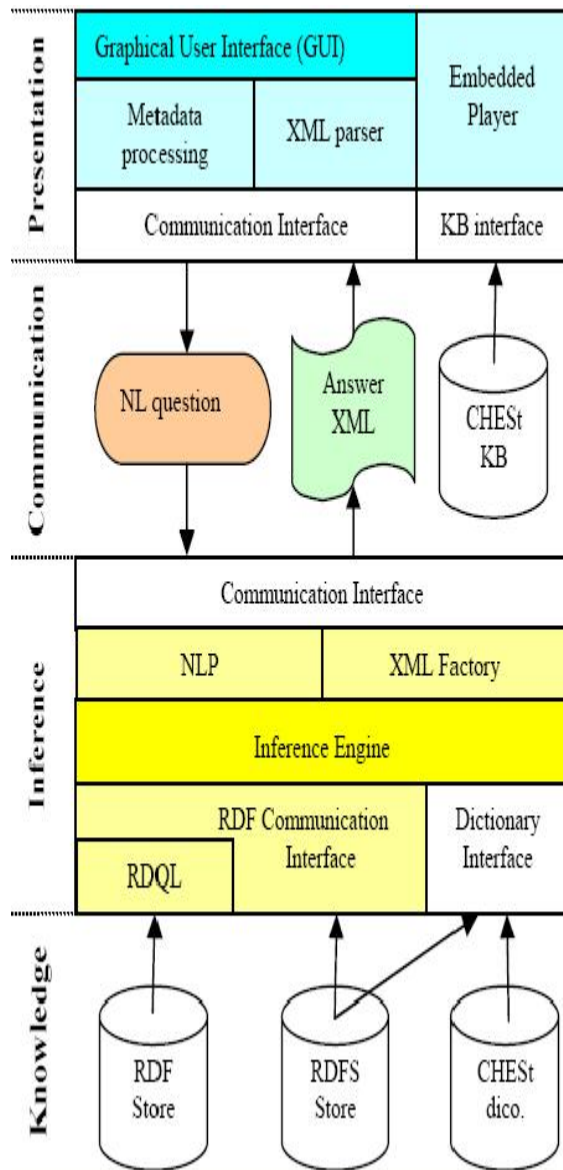 Presentation
Graphical User Interface (GUI)
Metadata
processing
XML parser
Embedded
Player
Communication Interface
KB interface
Communication
NL question
Answer
XML
CHESt
KB
Inference
Communication Interface
NLP
XML Factory
Inference Engine
RDF Communication
Interface
RDQL
Dictionary
Interface
Knowledge
RDF
Store
RDFS
Store
CHESt
dico.